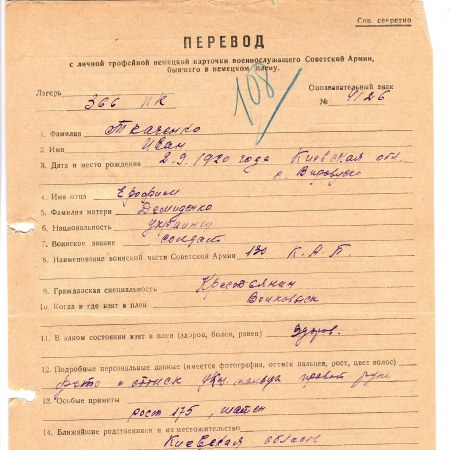 Сов. секретно
ПЕРЕВОД
с личной трофейной немецкой карточки военнослужащего Советской Армии,
бывшего в немецком плену.
108
Лагерь 366 ПК
Опознавательный знак
№ 4126
1. Фамилия Ткаченко
2. Имя Иван
3. Дата и место рождения 2.9.1920 года Киевская обл.
4. Имя отца Ерофим
5. Фамилия матери Демиденко
6. Национальность украинец
7. Воинское звание солдат
8. Наименование воинской части Советской Армии 130 К.А.П.
9. Гражданская специальность Крестьянин
10. Когда и где взят в плен
11. В каком состоянии взят в плен (здоров, болен, ранен) Здоров.
12. Подробные персональные данные (имеется фотография, оттиск пальцев, рост, цвет волос)
фото и оттиск указ. пальца правой руки
13. Особые приметы рост 175, шатен
14. Ближайшие родственники и их местожительство
Киевская область